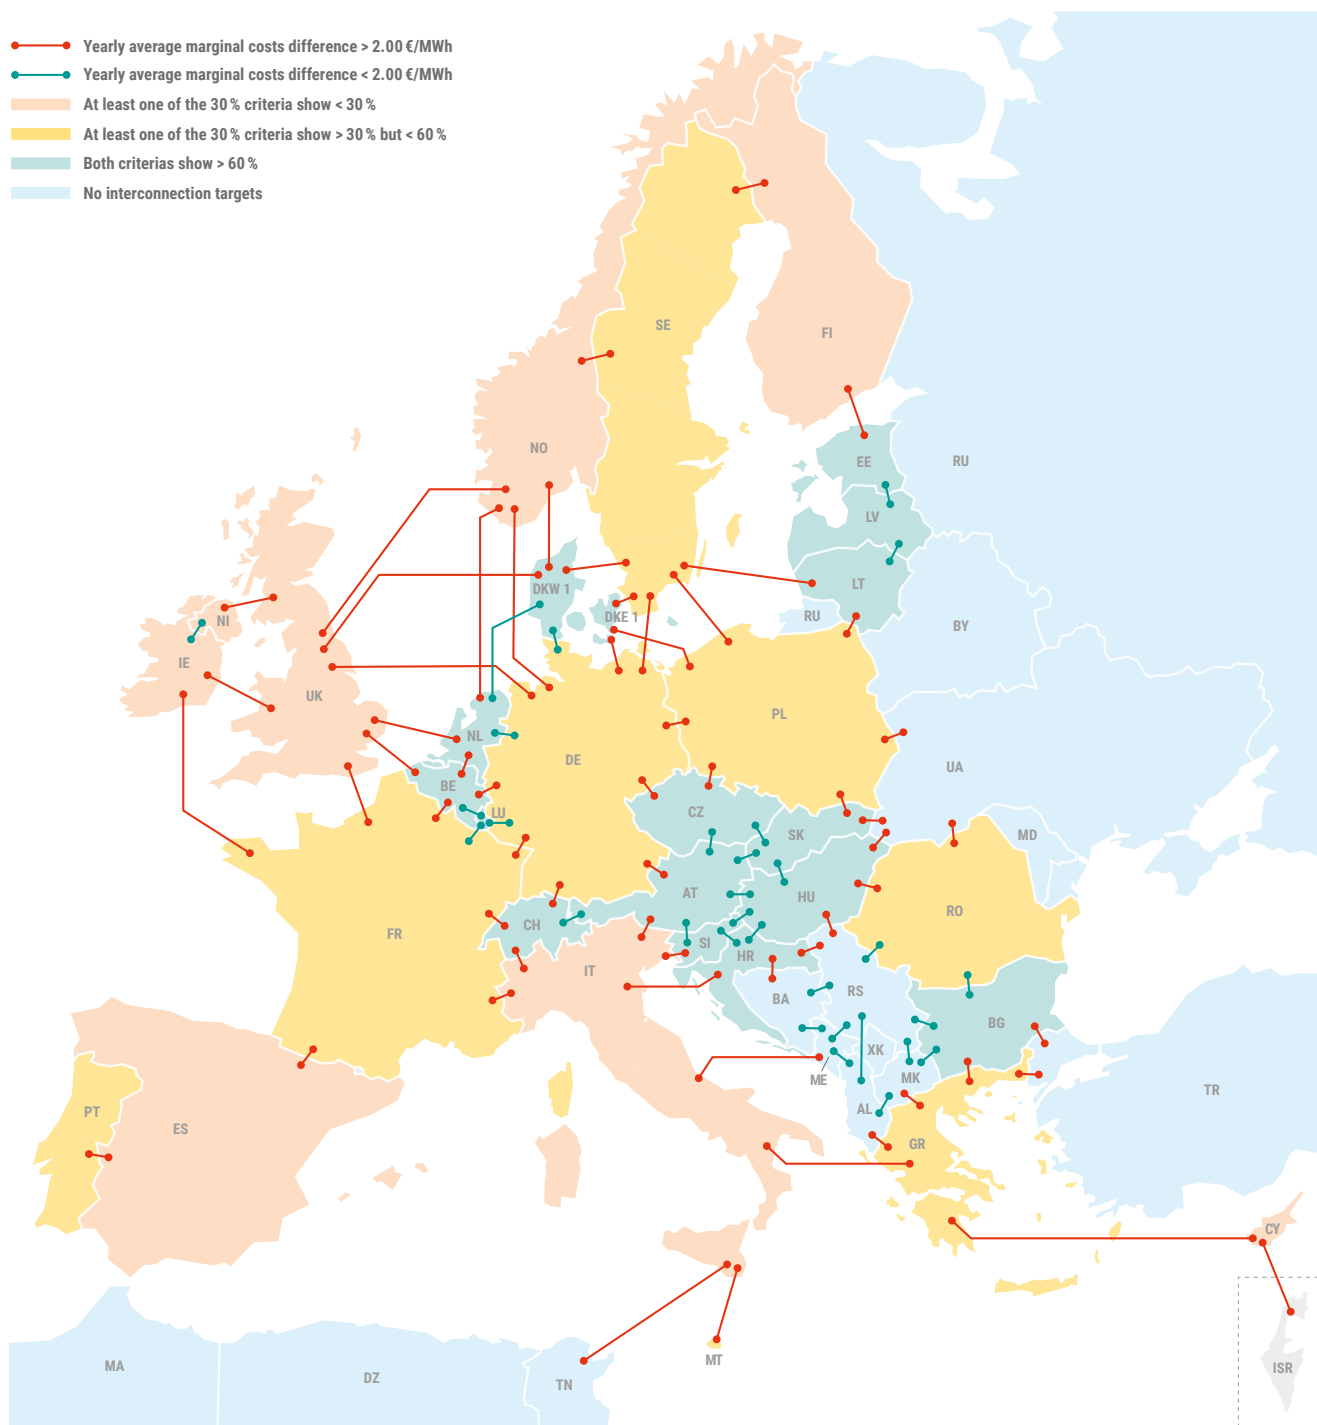 Yearly average marginal costs difference > 2.00 €/MWh
Yearly average marginal costs difference < 2.00 €/MWh
At least one of the 30 % criteria show < 30 %
At least one of the 30 % criteria show > 30 % but < 60 %
Both criterias show > 60 %
No interconnection targets
SE
FI
NO
EE
RU
LV
LT
DKW 1
DKE 1
RU
NI
BY
IE
UK
PL
NL
DE
UA
BE
LU
CZ
SK
MD
AT
HU
RO
CH
FR
SI
HR
IT
BA
RS
BG
XK
ME
MK
TR
PT
AL
ES
GR
CY
MT
MA
DZ
TN
ISR